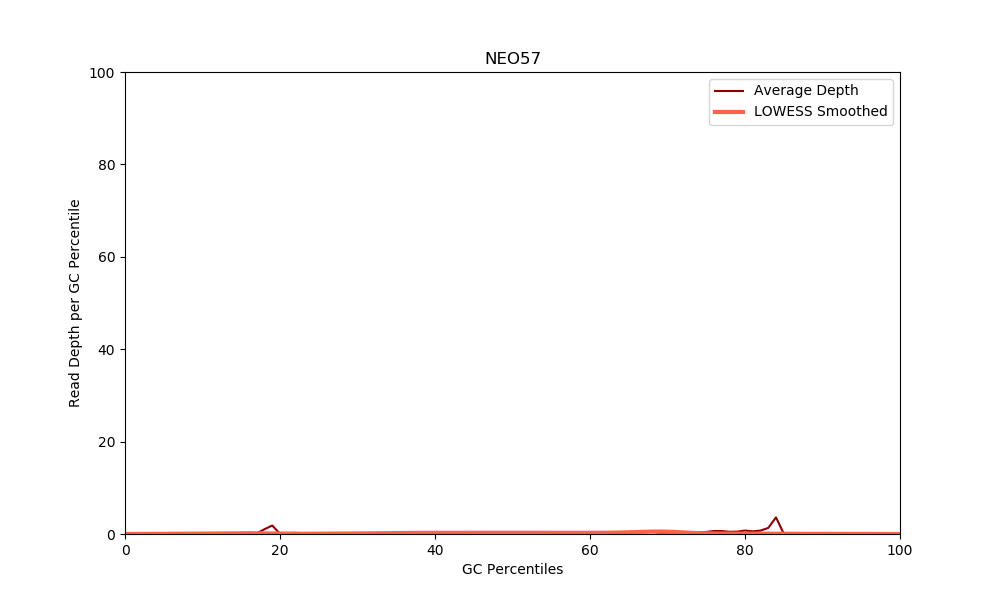 NEO57
Average Depth
LOWESS Smoothed
Read Depth per GC Percentile
100
80
60
40
20
0
0 20 40 60 80 100
GC Percentiles